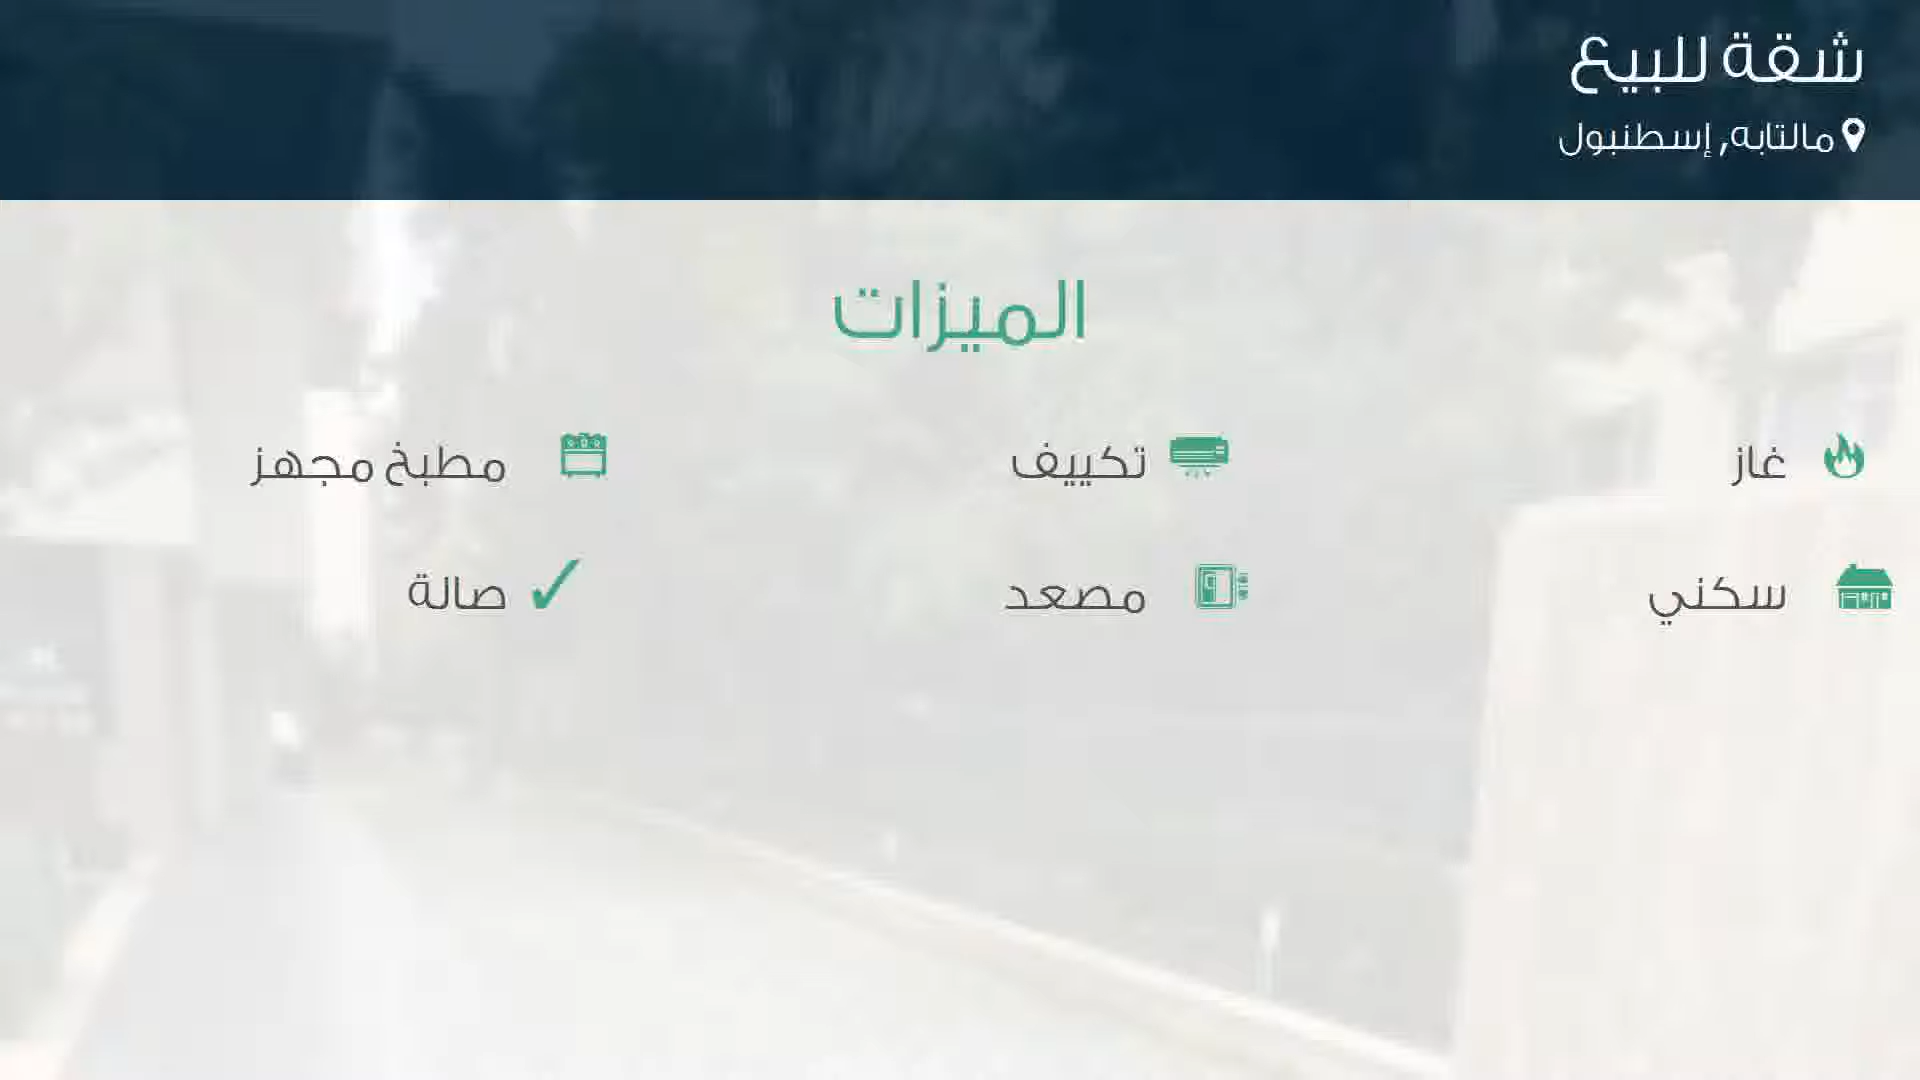 شقة للبيع
مالتابه, إسطنبول
الميزات
غاز
تكييف
مطبخ مجهز
سكني
مصعد
صالة